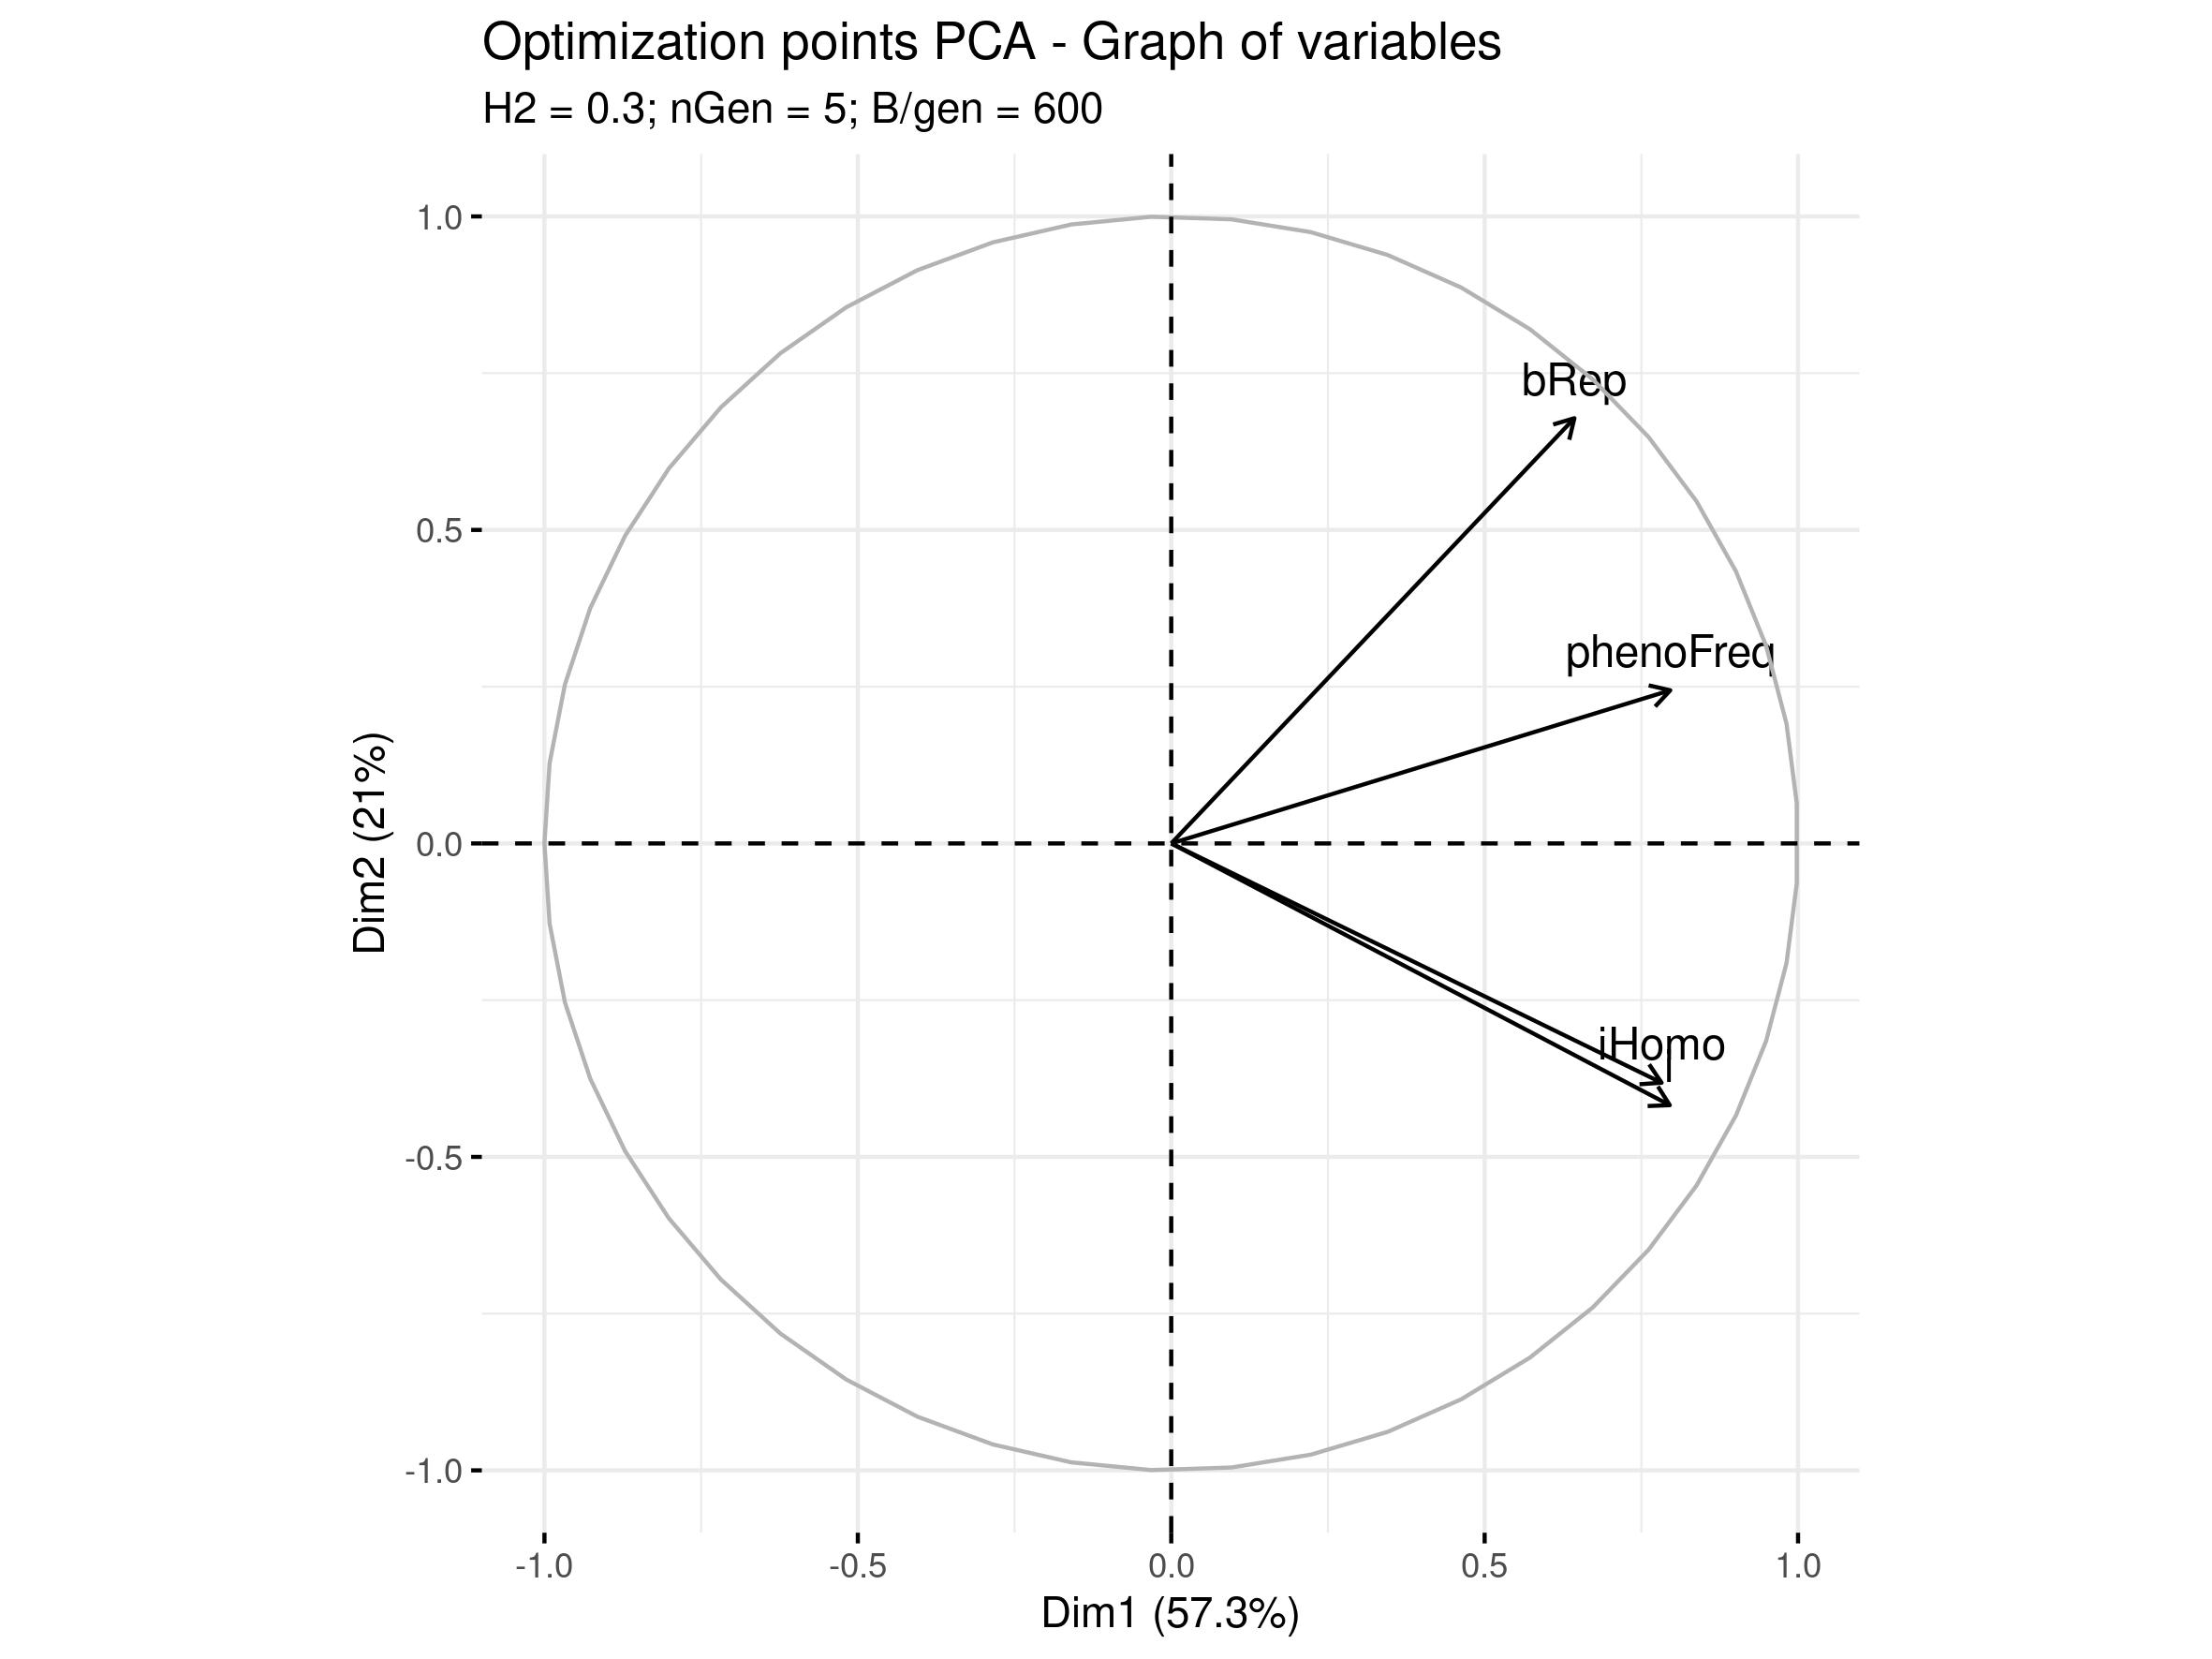 Optimization points PCA - Graph of variables
H2 = 0.3; nGen = 5; B/gen = 600
1.0
0.5
0.0
-0.5
-1.0
Dim2 (21%)
bRep
phenoFreq
iHomo
i
-1.0
-0.5
0.0
0.5
1.0
Dim1 (57.3%)